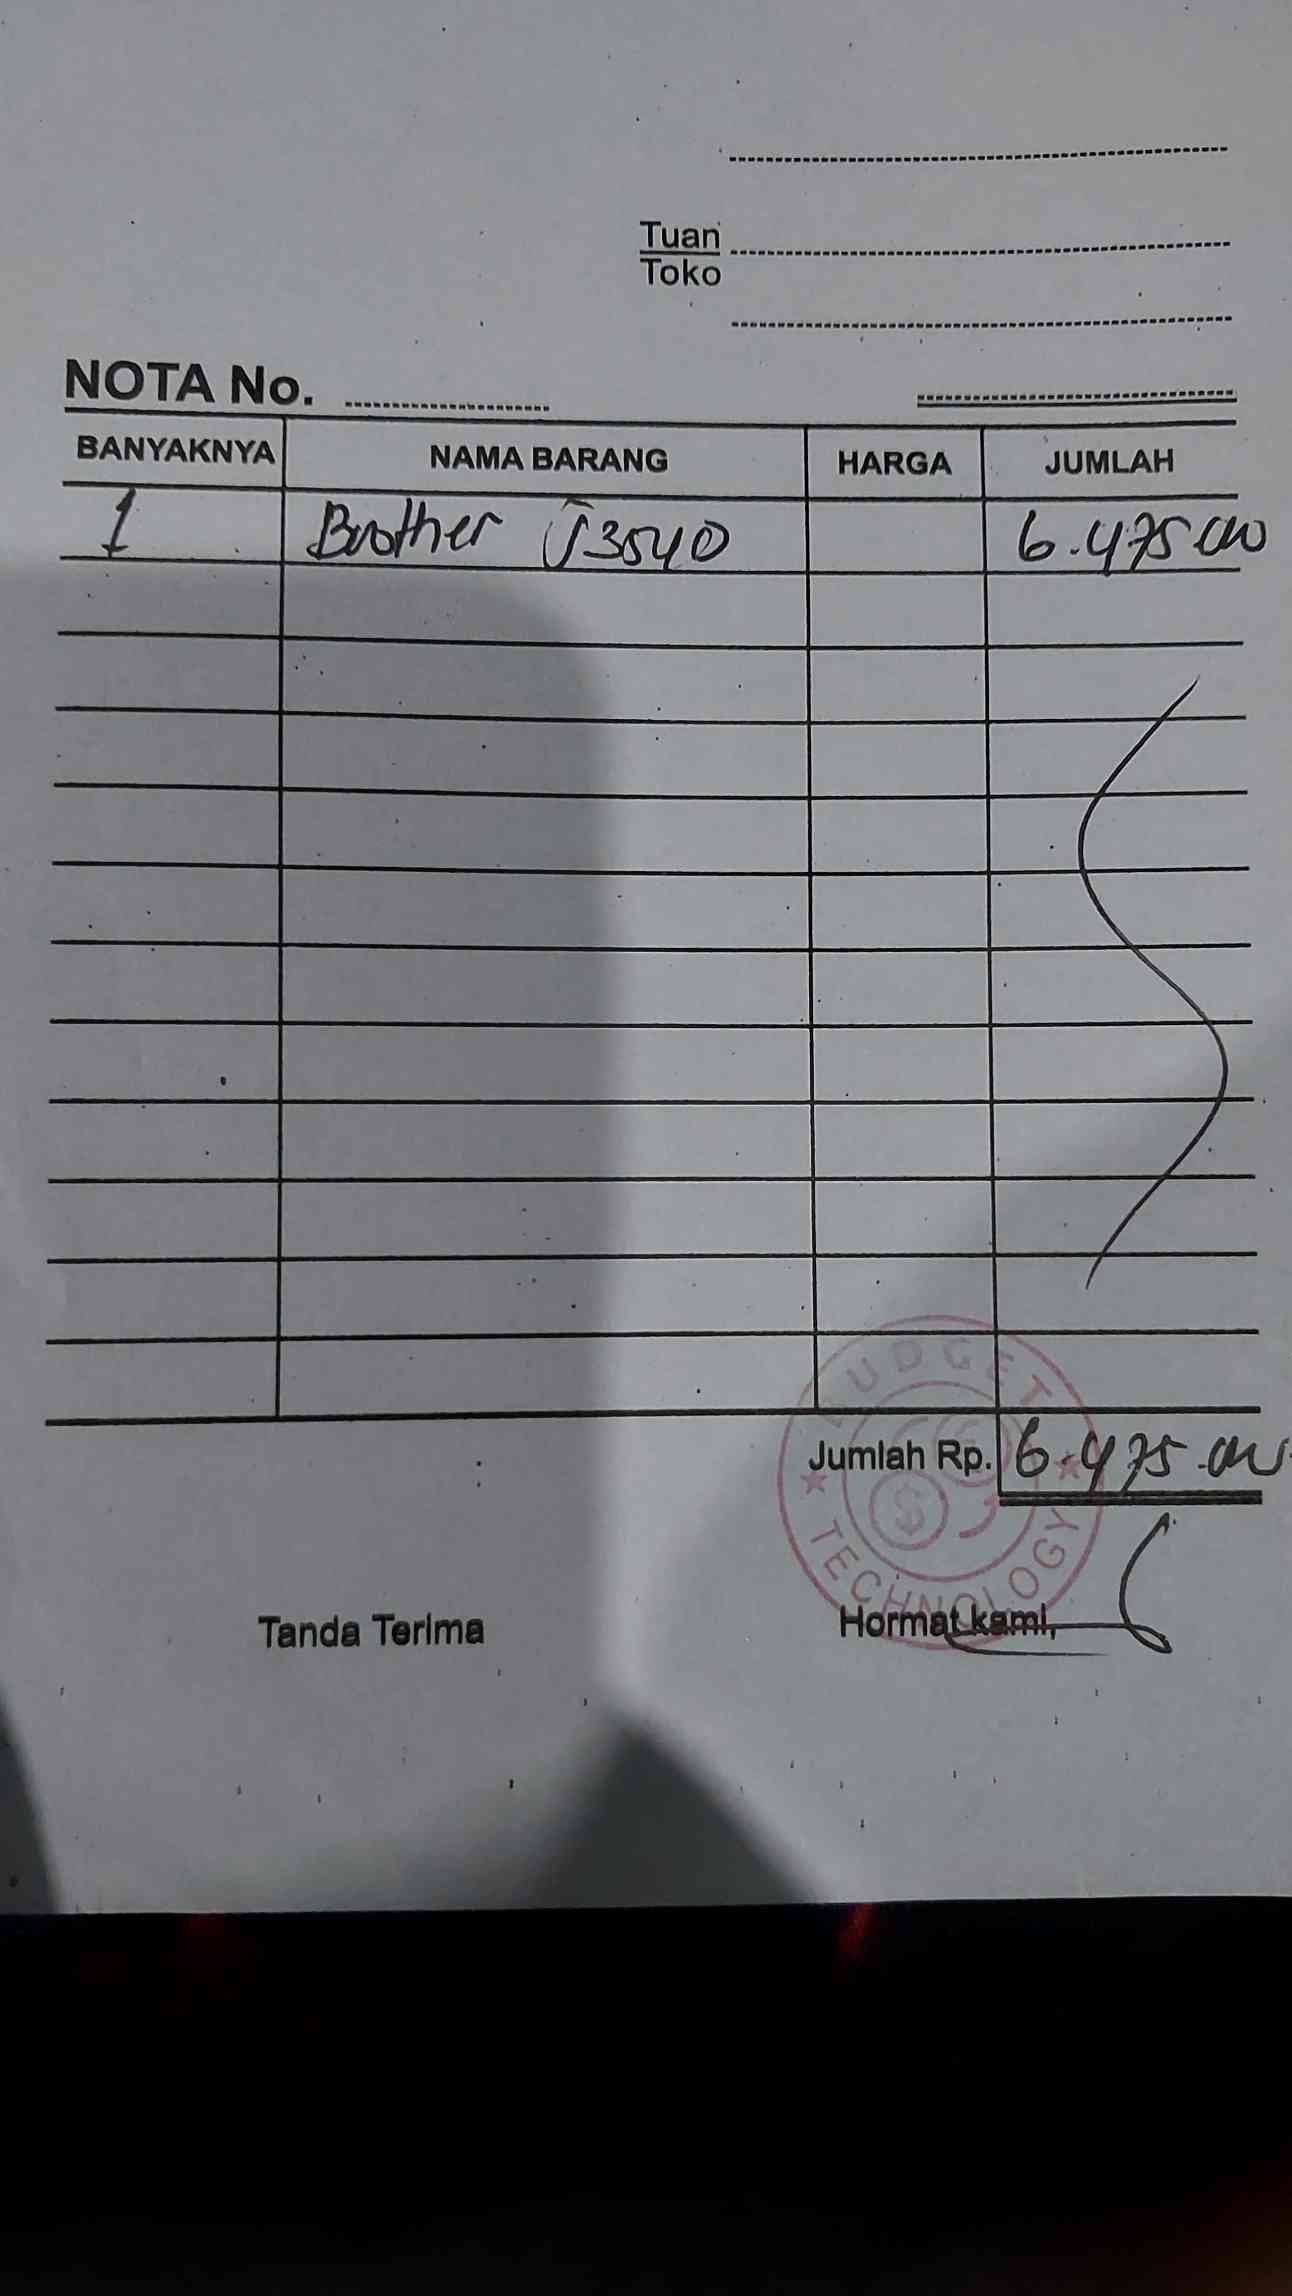 Tuan
Toko
NOTA No.
BANYAKNYA NAMA BARANG HARGA JUMLAH
1 Brother J3540 6.475.000
Jumlah Rp. 6.475.000
BUDGET
TECHNOLOGY
Tanda Terima Hormat kami,